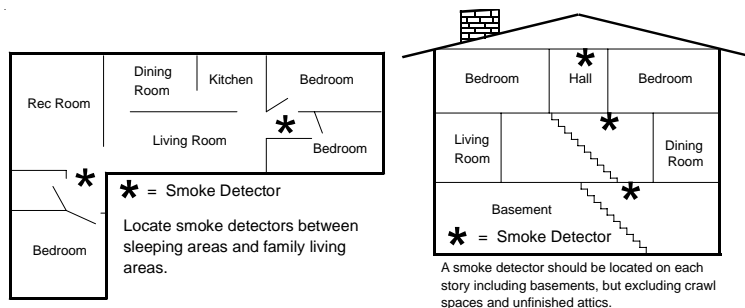 Rec Room
Dining
Room
Kitchen
Bedroom
Living Room
Bedroom
Bedroom
* = Smoke Detector
Locate smoke detectors between
sleeping areas and family living
areas.
Bedroom
Hall
Bedroom
Living
Room
Dining
Room
Basement
* = Smoke Detector
A smoke detector should be located on each
story including basements, but excluding crawl
spaces and unfinished attics.